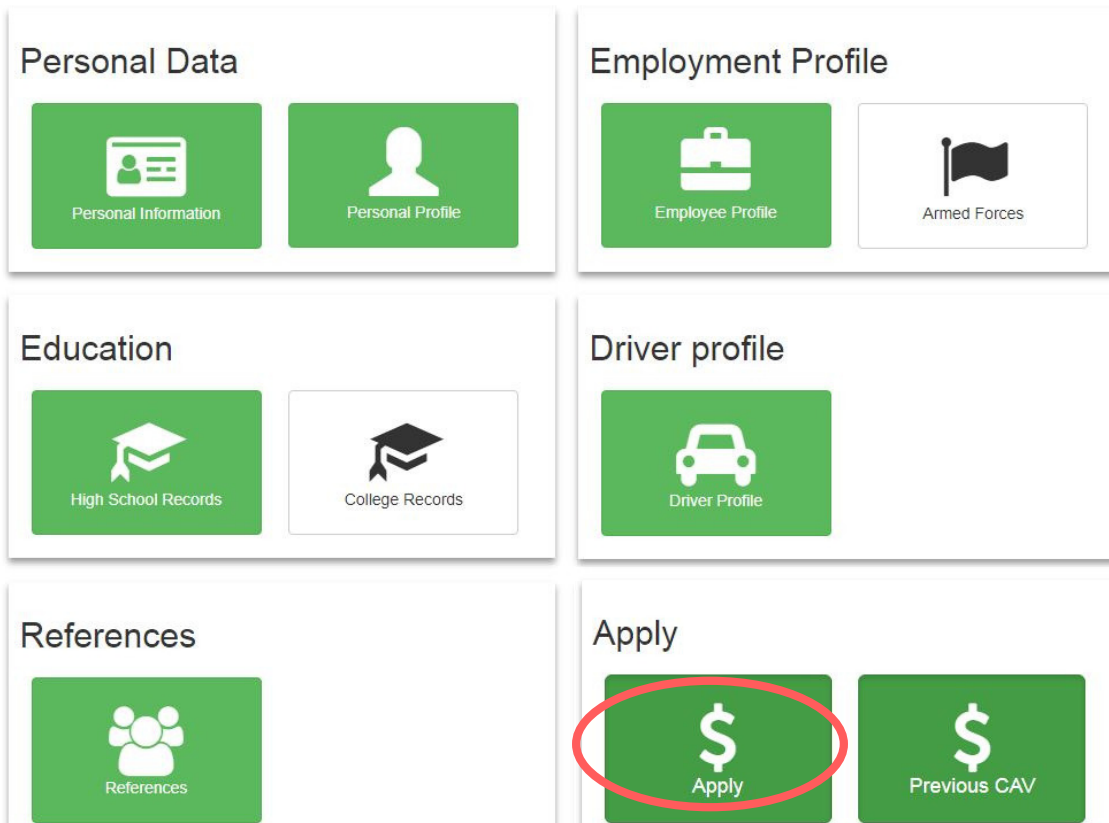 Personal Data
Personal Information
Personal Profile
Employment Profile
Employee Profile
Armed Forces
Education
High School Records
College Records
Driver profile
Driver Profile
References
References
Apply
Apply
Previous CAV